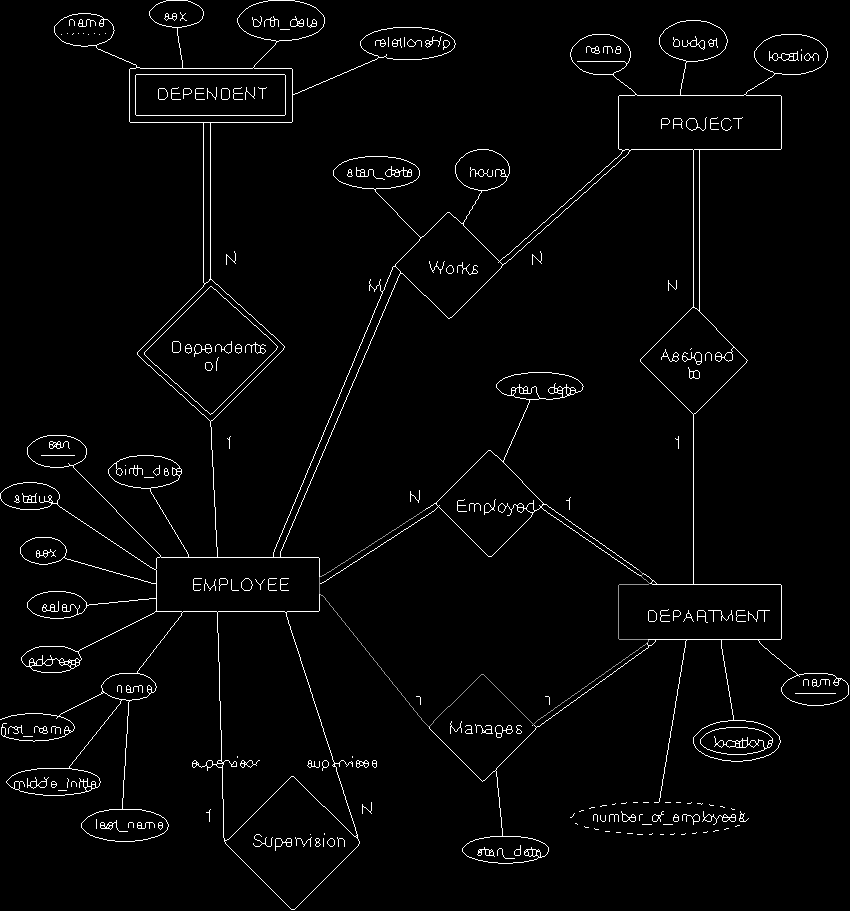 name
sex
birth_date
relationship
DEPENDENT
name
budget
location
PROJECT
start_date
hours
Works
M
N
N
N
Dependents
of
Assigned
to
1
1
start_date
ssn
birth_date
status
sex
salary
address
N
Employed
1
EMPLOYEE
DEPARTMENT
name
first_name
middle_initial
last_name
1
Manages
1
name
locations
number_of_employees
supervisor
supervisee
1
N
Supervision
start_date